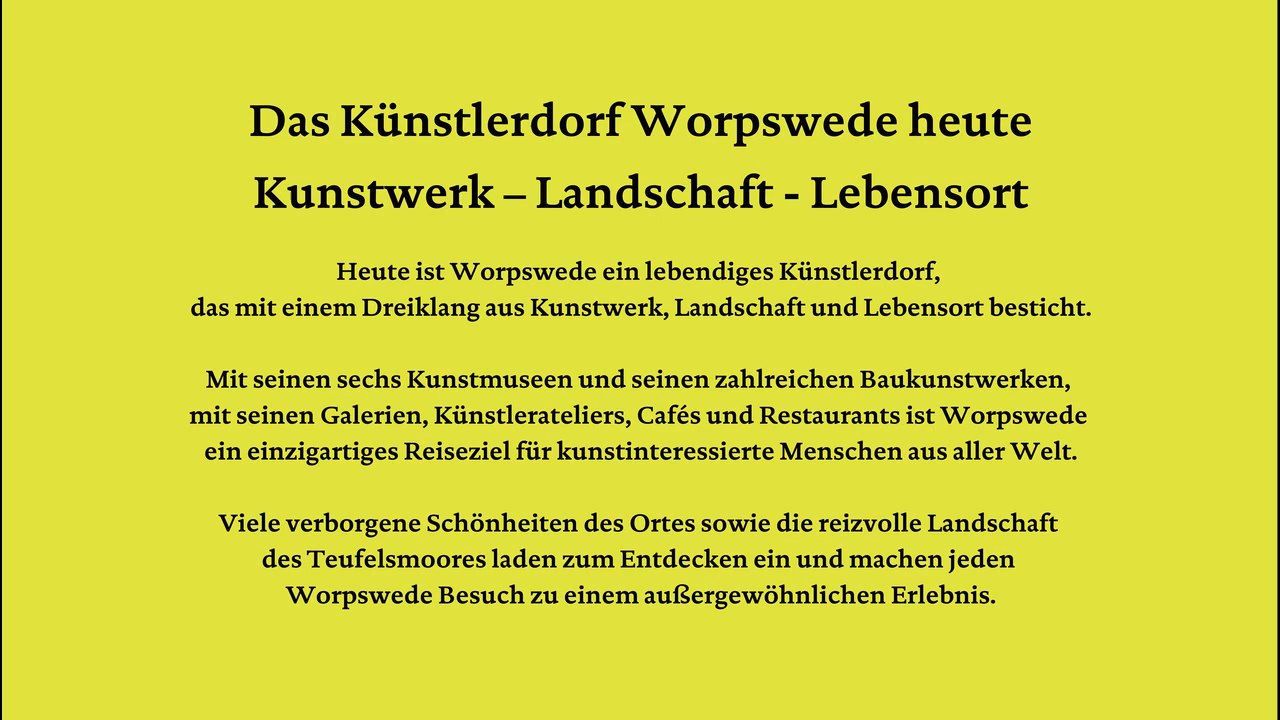 Das Künstlerdorf Worpswede heute
Kunstwerk – Landschaft - Lebensort
Heute ist Worpswede ein lebendiges Künstlerdorf,
das mit einem Dreiklang aus Kunstwerk, Landschaft und Lebensort besticht.
Mit seinen sechs Kunstmuseen und seinen zahlreichen Baukunstwerken,
mit seinen Galerien, Künstlerateliers, Cafés und Restaurants ist Worpswede
ein einzigartiges Reiseziel für kunstinteressierte Menschen aus aller Welt.
Viele verborgene Schönheiten des Ortes sowie die reizvolle Landschaft
des Teufelsmoores laden zum Entdecken ein und machen jeden
Worpswede Besuch zu einem außergewöhnlichen Erlebnis.